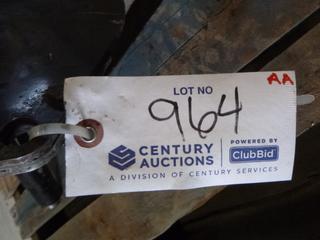 LOT NO
AA
964
CENTURY AUCTIONS
POWERED BY
ClubBid
A DIVISION OF CENTURY SERVICES